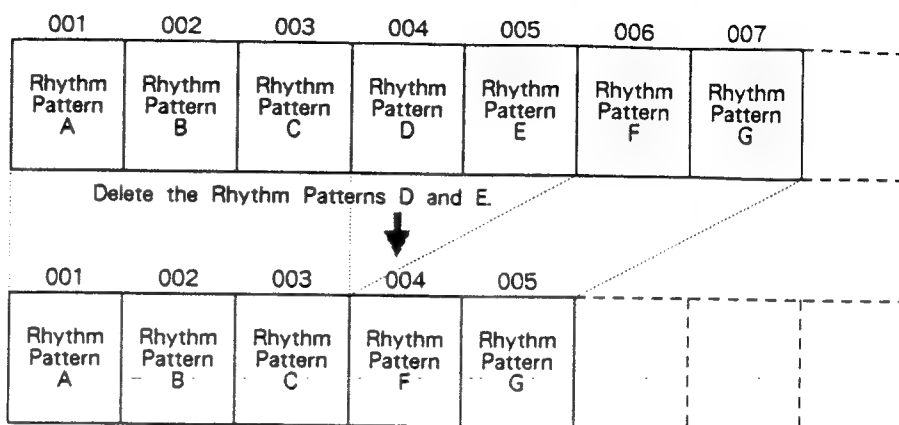 001 002 003 004 005 006 007
Rhythm Pattern A Rhythm Pattern B Rhythm Pattern C Rhythm Pattern D Rhythm Pattern E Rhythm Pattern F Rhythm Pattern G
Delete the Rhythm Patterns D and E.
001 002 003 004 005
Rhythm Pattern A Rhythm Pattern B Rhythm Pattern C Rhythm Pattern F Rhythm Pattern G